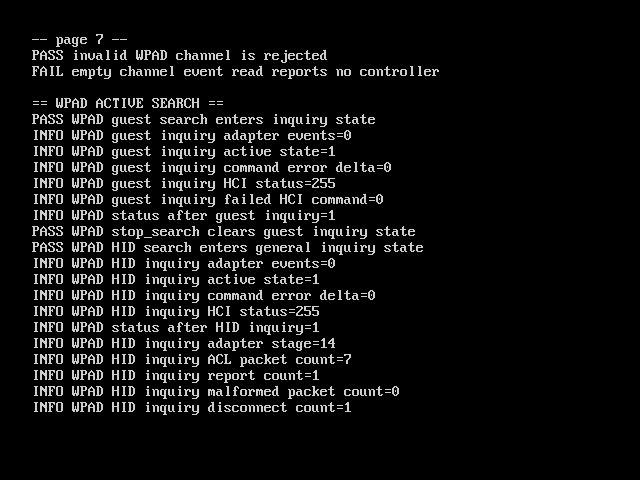 -- page 7 --
PASS invalid WPAD channel is rejected
FAIL empty channel event read reports no controller
== WPAD ACTIVE SEARCH ==
PASS WPAD guest search enters inquiry state
INFO WPAD guest inquiry adapter events=0
INFO WPAD guest inquiry active state=1
INFO WPAD guest inquiry command error delta=0
INFO WPAD guest inquiry HCI status=255
INFO WPAD guest inquiry failed HCI command=0
INFO WPAD status after guest inquiry=1
PASS WPAD stop_search clears guest inquiry state
PASS WPAD HID search enters general inquiry state
INFO WPAD HID inquiry adapter events=0
INFO WPAD HID inquiry active state=1
INFO WPAD HID inquiry command error delta=0
INFO WPAD HID inquiry HCI status=255
INFO WPAD status after HID inquiry=1
INFO WPAD HID inquiry adapter stage=14
INFO WPAD HID inquiry ACL packet count=7
INFO WPAD HID inquiry report count=1
INFO WPAD HID inquiry malformed packet count=0
INFO WPAD HID inquiry disconnect count=1